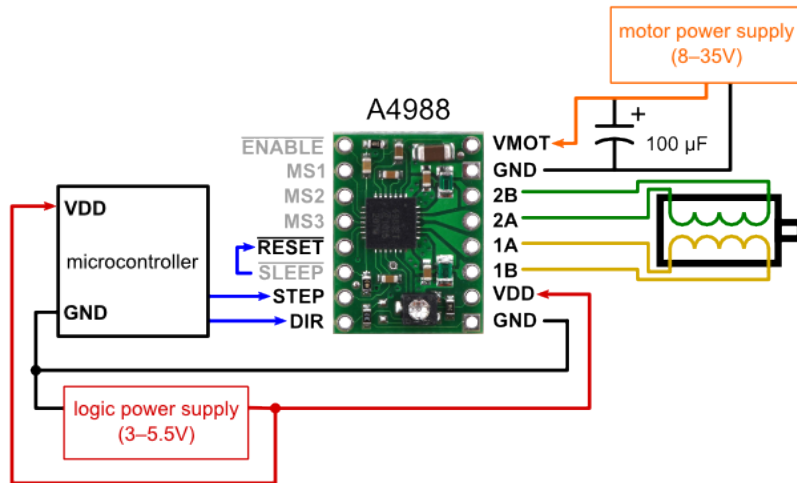 motor power supply
(8–35V)
A4988
ENABLE
MS1
MS2
MS3
RESET
SLEEP
STEP
DIR
VMOT
GND
2B
2A
1A
1B
VDD
GND
+
100 µF
VDD
microcontroller
GND
logic power supply
(3–5.5V)